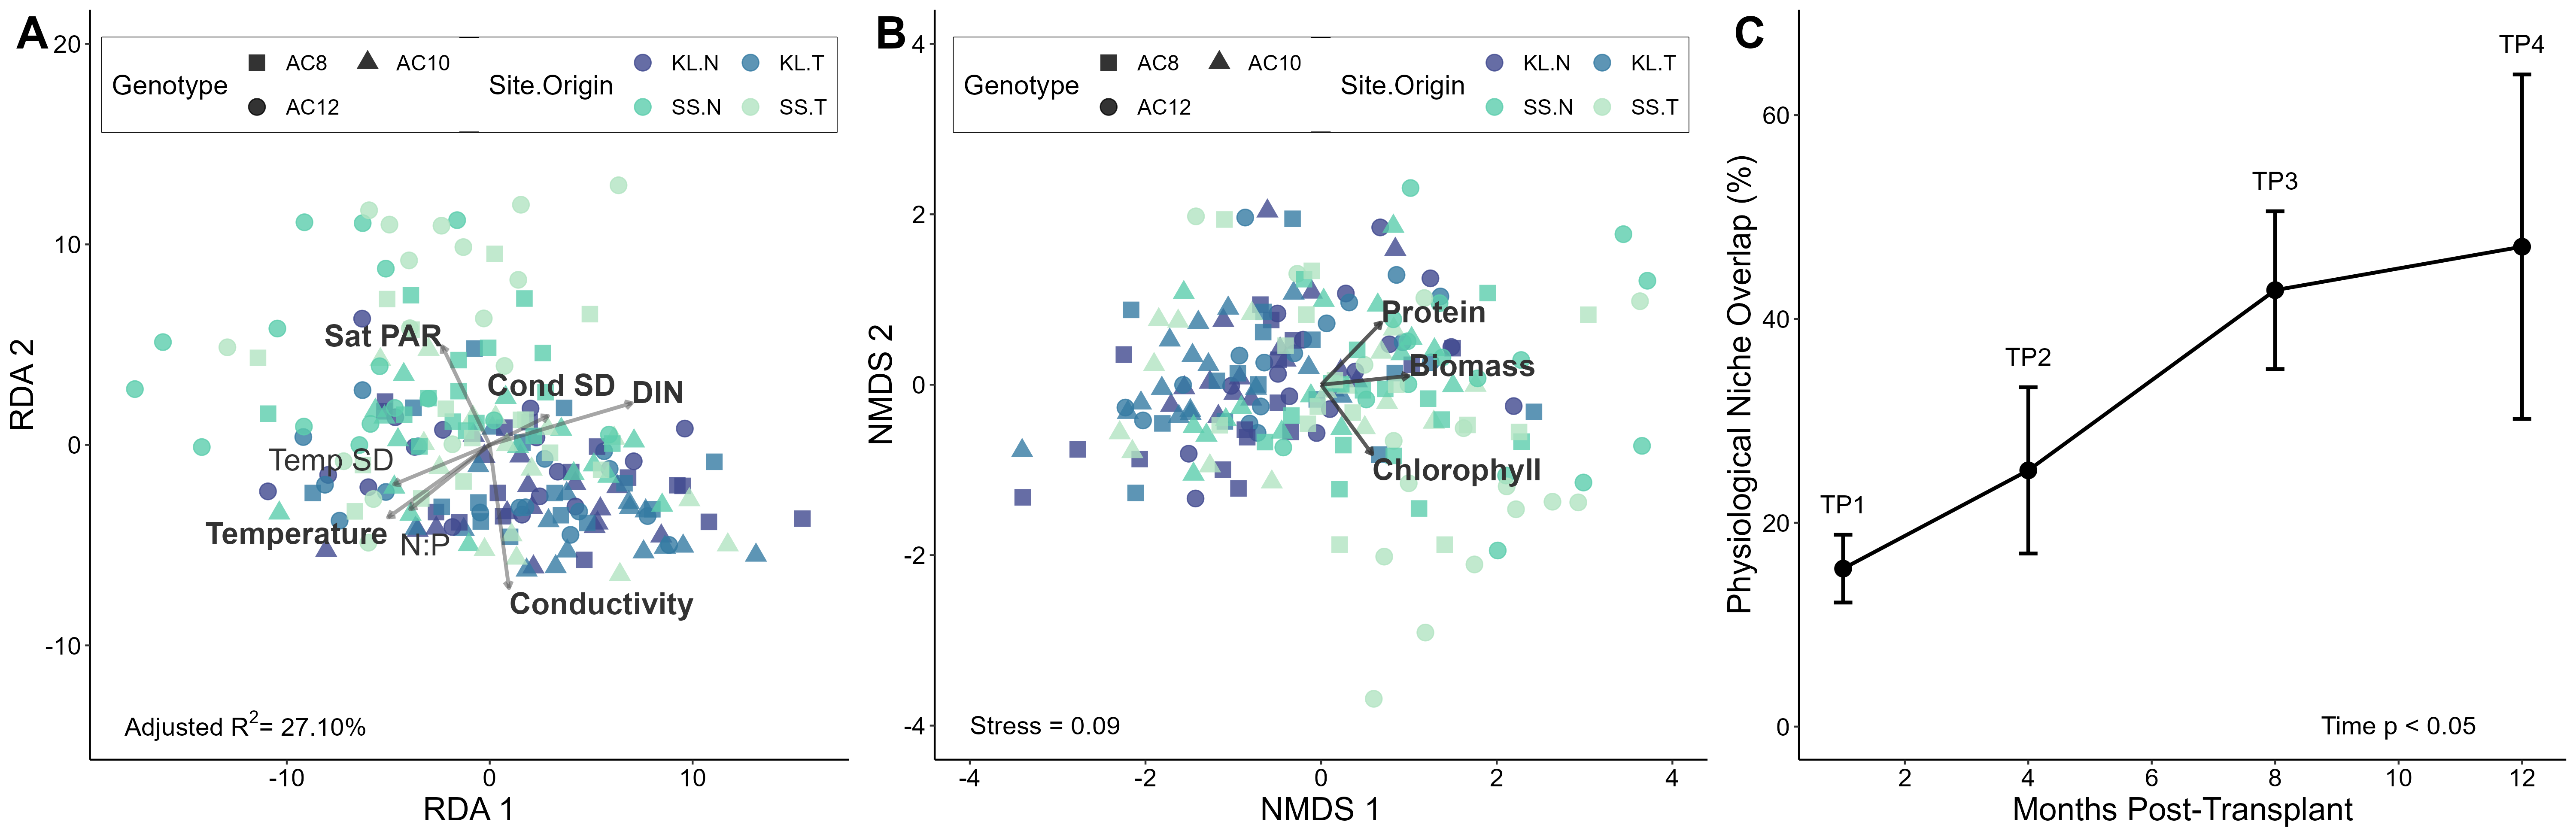 A
20
10
0
-10
RDA 2
Genotype
AC8
AC10
AC12
Site.Origin
KL.N
KL.T
SS.N
SS.T
Sat PAR
Cond SD
DIN
Temp SD
Temperature
N:P
Conductivity
Adjusted R²= 27.10%
-10
0
10
RDA 1
B
4
2
0
-2
-4
NMDS 2
Genotype
AC8
AC10
AC12
Site.Origin
KL.N
KL.T
SS.N
SS.T
Protein
Biomass
Chlorophyll
Stress = 0.09
-4
-2
0
2
4
NMDS 1
C
60
40
20
0
Physiological Niche Overlap (%)
TP1
TP2
TP3
TP4
Time p < 0.05
2
4
6
8
10
12
Months Post-Transplant